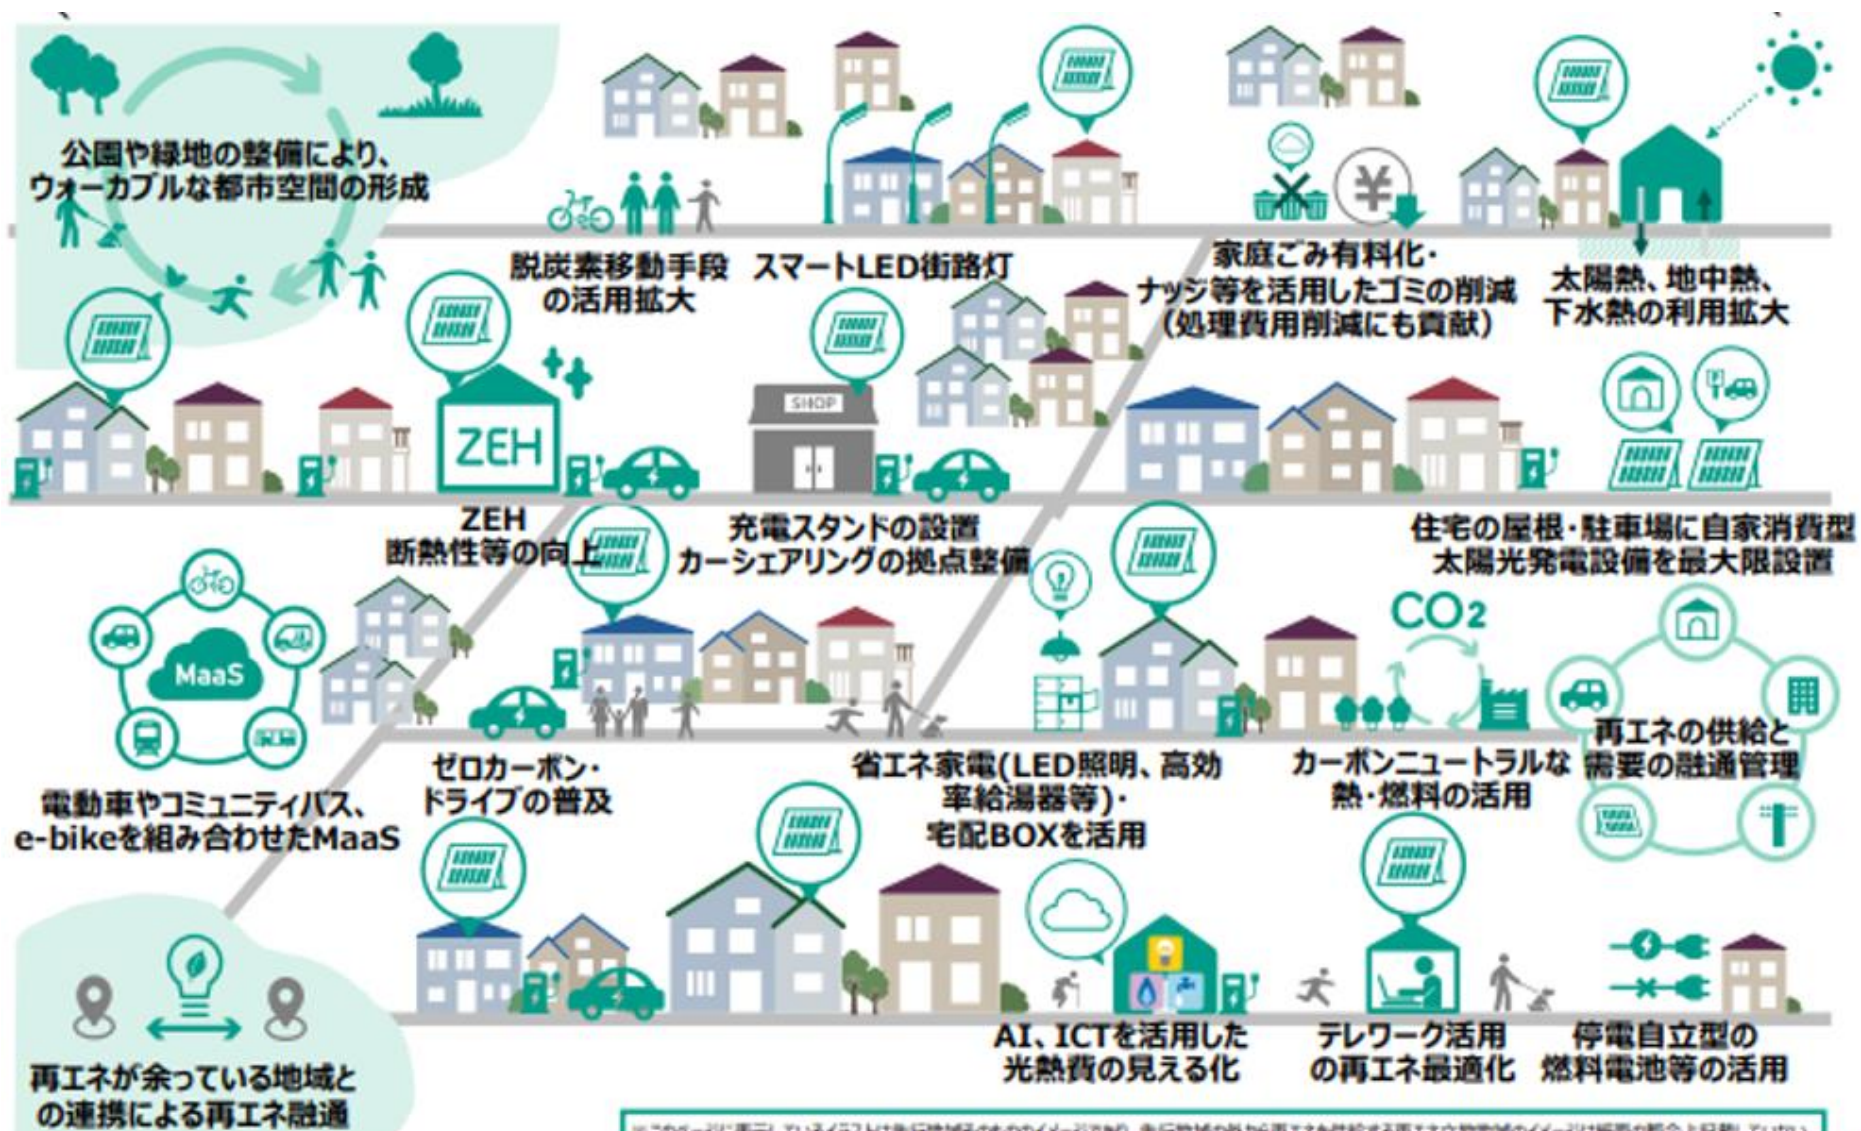 公園や緑地の整備により、
ウォーカブルな都市空間の形成
脱炭素移動手段
の活用拡大
スマートLED街路灯
¥
家庭ごみ有料化・
ナッジ等を活用したゴミの削減
(処理費用削減にも貢献)
太陽熱、地中熱、
下水熱の利用拡大
ZEH
ZEH
断熱性等の向上
SHOP
充電スタンドの設置
カーシェアリングの拠点整備
P
住宅の屋根・駐車場に自家消費型
太陽光発電設備を最大限設置
MaaS
電動車やコミュニティバス、
e-bikeを組み合わせたMaaS
ゼロカーボン・
ドライブの普及
省エネ家電(LED照明、高効
率給湯器等)・
宅配BOXを活用
CO2
カーボンニュートラルな
熱・燃料の活用
再エネの供給と
需要の融通管理
再エネが余っている地域と
の連携による再エネ融通
AI、ICTを活用した
光熱費の見える化
テレワーク活用
の再エネ最適化
停電自立型の
燃料電池等の活用